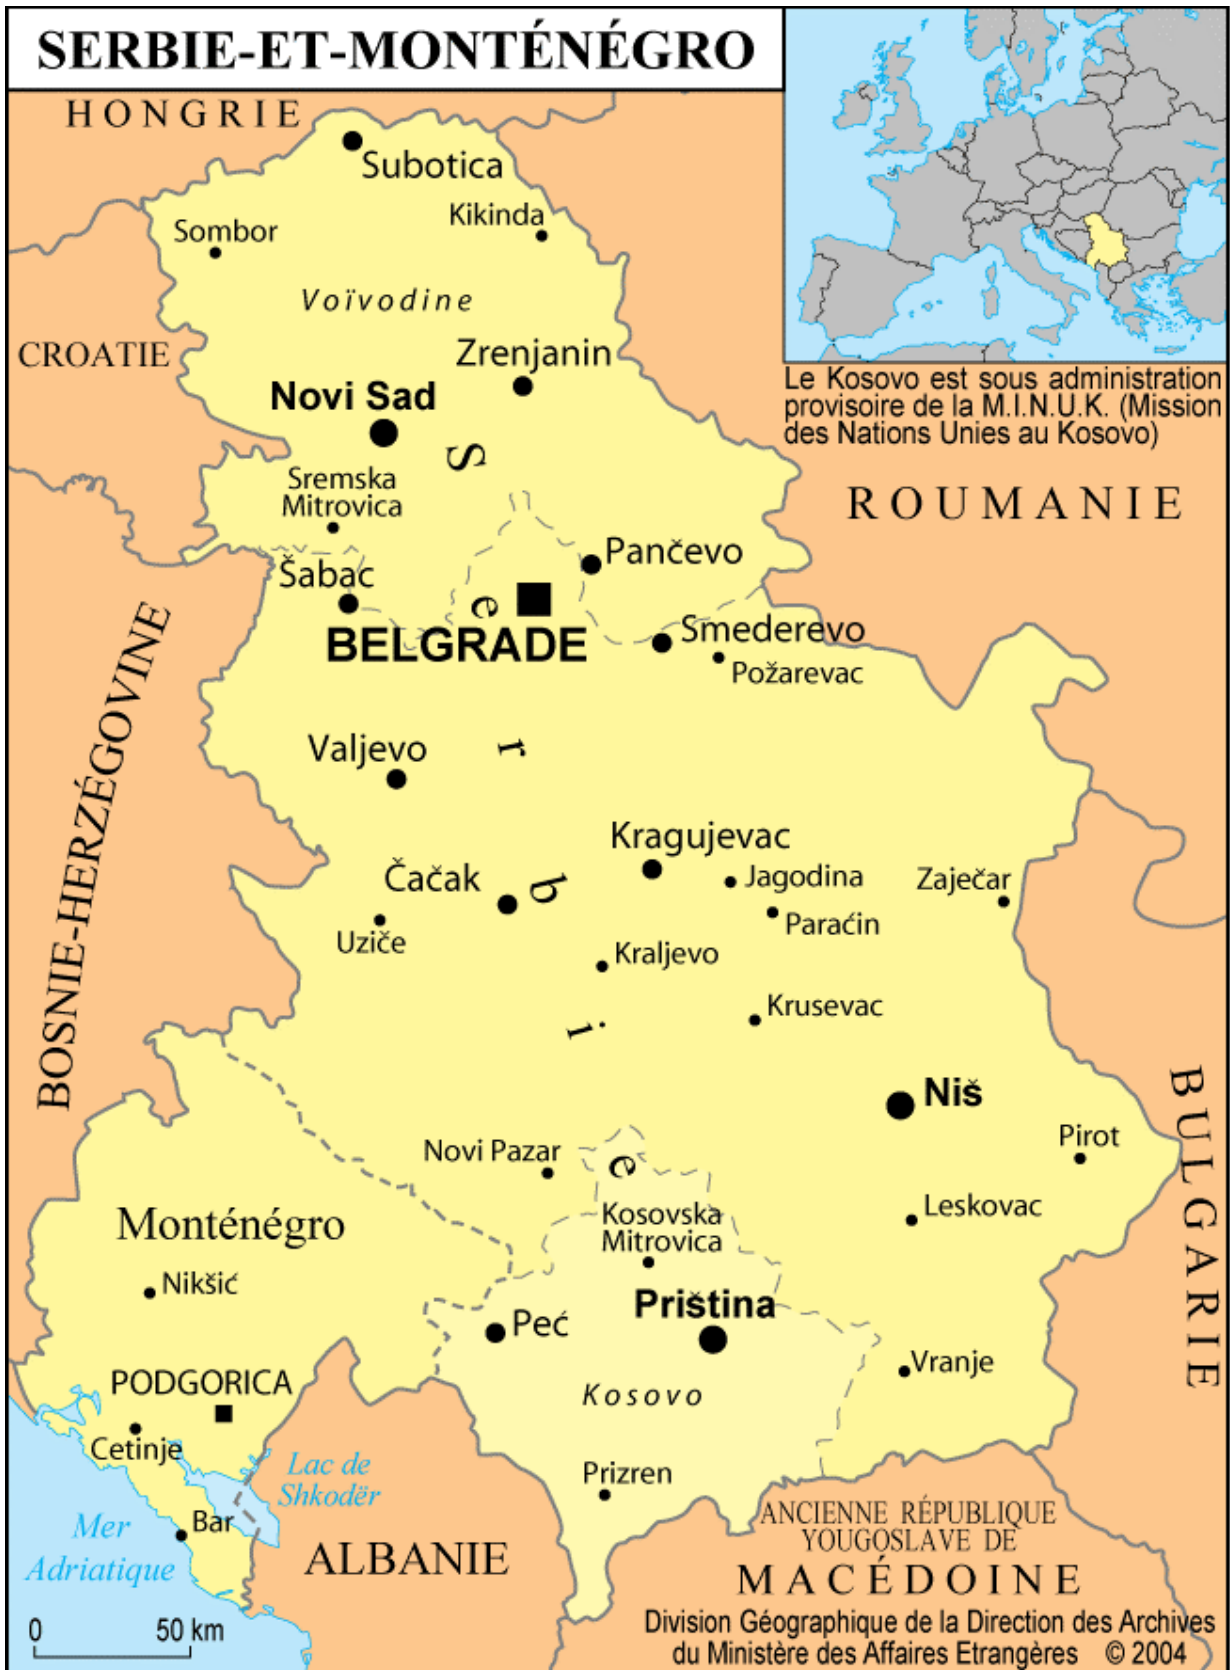 SERBIE-ET-MONTÉNÉGRO
HONGRIE
Subotica
Kikinda
Sombor
Voïvodine
CROATIE
Zrenjanin
Novi Sad
Le Kosovo est sous administration
provisoire de la M.I.N.U.K. (Mission
des Nations Unies au Kosovo)
Sremska
Mitrovica
ROUMANIE
Pančevo
Šabac
BELGRADE
Smederevo
Požarevac
BOSNIE-HERZÉGOVINE
Serbie
Valjevo
Kragujevac
Čačak
Jagodina
Zaječar
Paraćin
Uziče
Kraljevo
Krusevac
Niš
BULGARIE
Pirot
Novi Pazar
Leskovac
Kosovska
Mitrovica
Monténégro
Nikšić
Priština
Peć
Vranje
PODGORICA
Kosovo
Cetinje
Lac de
Shkodër
Prizren
Bar
Mer
Adriatique
ALBANIE
ANCIENNE RÉPUBLIQUE
YOUGOSLAVE DE
MACÉDOINE
0 50 km
Division Géographique de la Direction des Archives
du Ministère des Affaires Etrangères © 2004